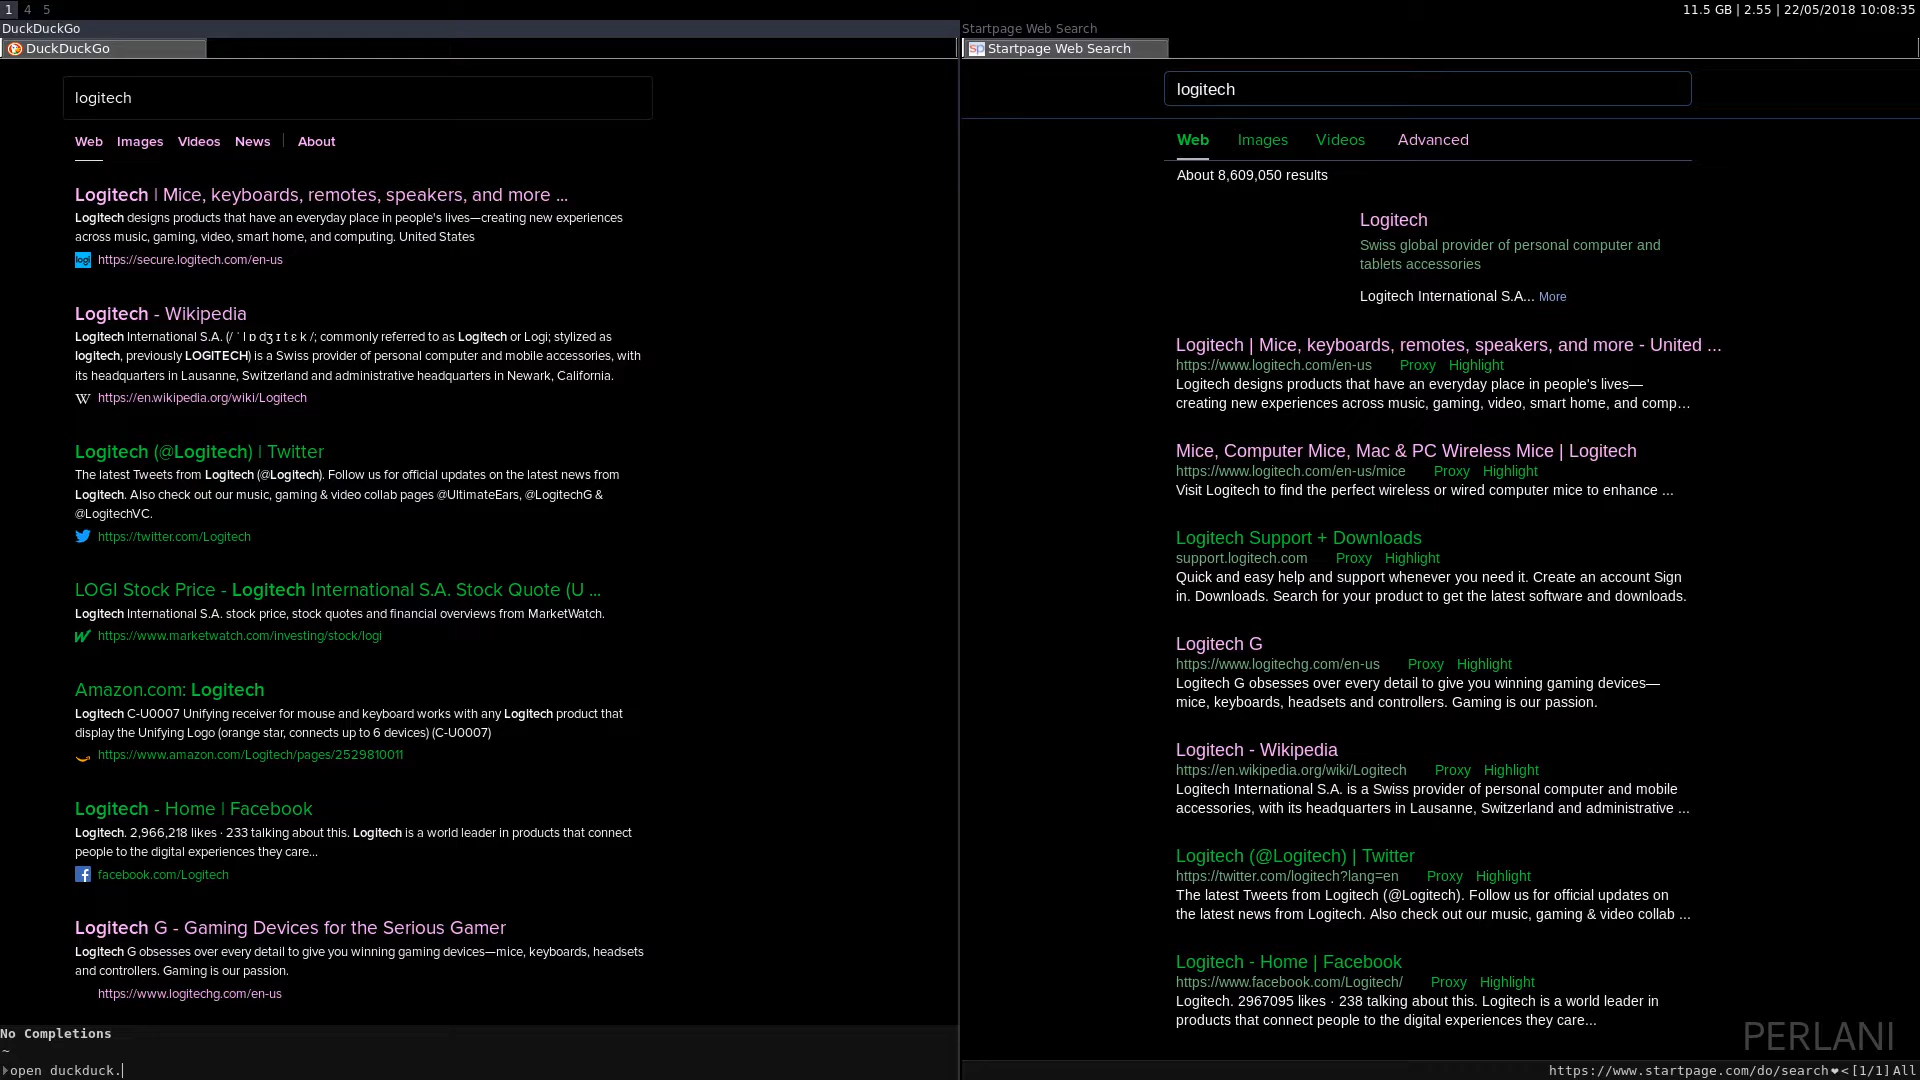 1 4 5
11.5 GB | 2.55 | 22/05/2018 10:08:35
DuckDuckGo
DuckDuckGo
logitech
Web Images Videos News | About
Logitech | Mice, keyboards, remotes, speakers, and more ...
Logitech designs products that have an everyday place in people's lives—creating new experiences
across music, gaming, video, smart home, and computing. United States
logi https://secure.logitech.com/en-us
Logitech - Wikipedia
Logitech International S.A. (/ ˈ l ɒ dʒ ɪ t ɛ k /; commonly referred to as Logitech or Logi; stylized as
logitech, previously LOGITECH) is a Swiss provider of personal computer and mobile accessories, with
its headquarters in Lausanne, Switzerland and administrative headquarters in Newark, California.
W https://en.wikipedia.org/wiki/Logitech
Logitech (@Logitech) | Twitter
The latest Tweets from Logitech (@Logitech). Follow us for official updates on the latest news from
Logitech. Also check out our music, gaming & video collab pages @UltimateEars, @LogitechG &
@LogitechVC.
https://twitter.com/Logitech
LOGI Stock Price - Logitech International S.A. Stock Quote (U ...
Logitech International S.A. stock price, stock quotes and financial overviews from MarketWatch.
https://www.marketwatch.com/investing/stock/logi
Amazon.com: Logitech
Logitech C-U0007 Unifying receiver for mouse and keyboard works with any Logitech product that
display the Unifying Logo (orange star, connects up to 6 devices) (C-U0007)
https://www.amazon.com/Logitech/pages/2529810011
Logitech - Home | Facebook
Logitech. 2,966,218 likes · 233 talking about this. Logitech is a world leader in products that connect
people to the digital experiences they care...
f facebook.com/Logitech
Logitech G - Gaming Devices for the Serious Gamer
Logitech G obsesses over every detail to give you winning gaming devices—mice, keyboards, headsets
and controllers. Gaming is our passion.
https://www.logitechg.com/en-us
No Completions
~
open duckduck.
Startpage Web Search
sp Startpage Web Search
logitech
Web Images Videos Advanced
About 8,609,050 results
Logitech
Swiss global provider of personal computer and
tablets accessories
Logitech International S.A... More
Logitech | Mice, keyboards, remotes, speakers, and more - United ...
https://www.logitech.com/en-us Proxy Highlight
Logitech designs products that have an everyday place in people's lives—
creating new experiences across music, gaming, video, smart home, and comp…
Mice, Computer Mice, Mac & PC Wireless Mice | Logitech
https://www.logitech.com/en-us/mice Proxy Highlight
Visit Logitech to find the perfect wireless or wired computer mice to enhance ...
Logitech Support + Downloads
support.logitech.com Proxy Highlight
Quick and easy help and support whenever you need it. Create an account Sign
in. Downloads. Search for your product to get the latest software and downloads.
Logitech G
https://www.logitechg.com/en-us Proxy Highlight
Logitech G obsesses over every detail to give you winning gaming devices—
mice, keyboards, headsets and controllers. Gaming is our passion.
Logitech - Wikipedia
https://en.wikipedia.org/wiki/Logitech Proxy Highlight
Logitech International S.A. is a Swiss provider of personal computer and mobile
accessories, with its headquarters in Lausanne, Switzerland and administrative ...
Logitech (@Logitech) | Twitter
https://twitter.com/logitech?lang=en Proxy Highlight
The latest Tweets from Logitech (@Logitech). Follow us for official updates on
the latest news from Logitech. Also check out our music, gaming & video collab ...
Logitech - Home | Facebook
https://www.facebook.com/Logitech/ Proxy Highlight
Logitech. 2967095 likes · 238 talking about this. Logitech is a world leader in
products that connect people to the digital experiences they care...
PERLANI
https://www.startpage.com/do/search❤<[1/1]All